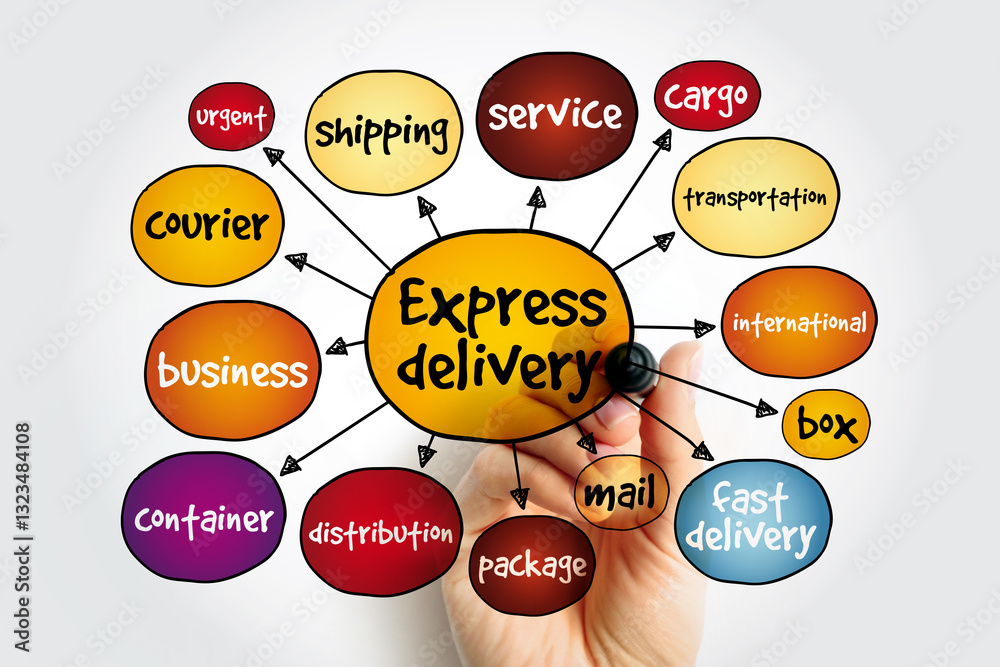 urgent
shipping
service
cargo
courier
transportation
Express
delivery
international
business
box
container
distribution
package
mail
fast
delivery
Adobe Stock | #1323484108